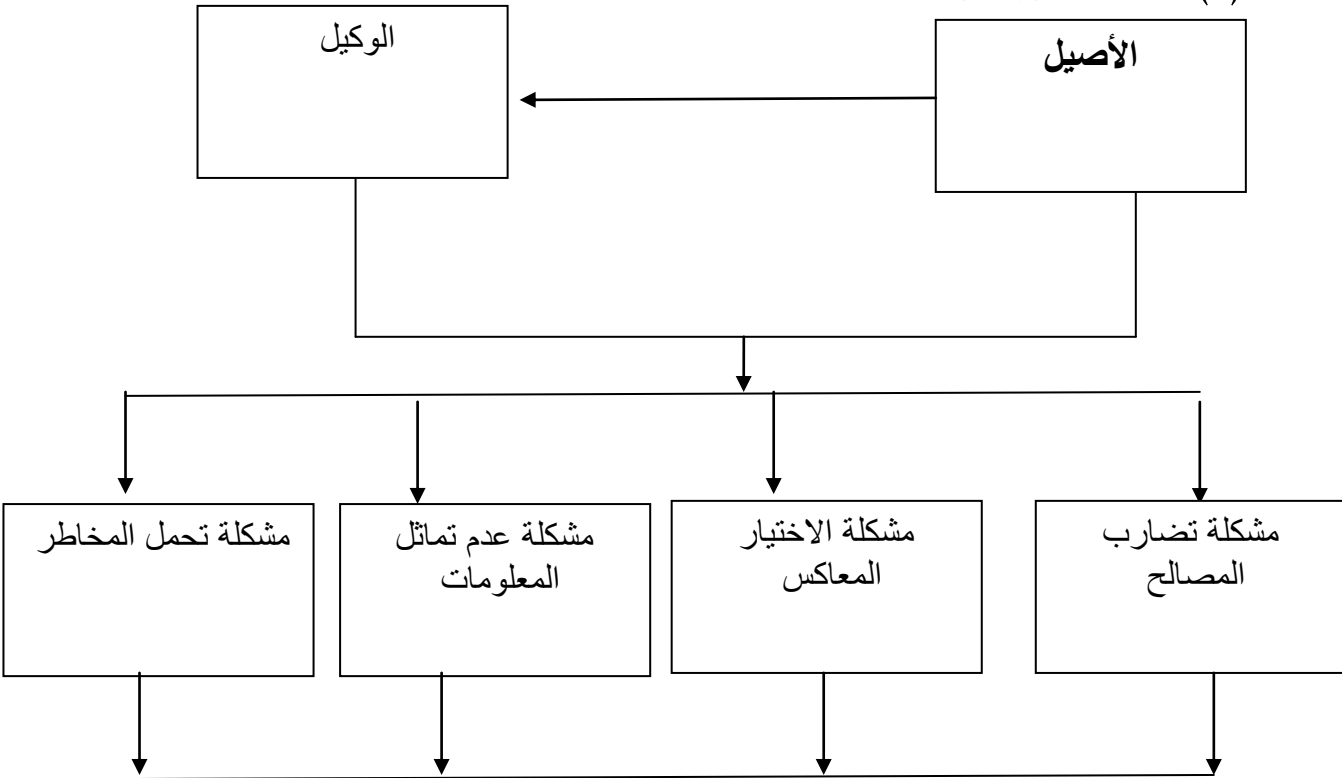 الأصيل
الوكيل
مشكلة تضارب
المصالح
مشكلة الاختيار
المعاكس
مشكلة عدم تماثل
المعلومات
مشكلة تحمل المخاطر